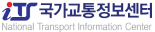 iTS 국가교통정보센터
National Transport Information Center